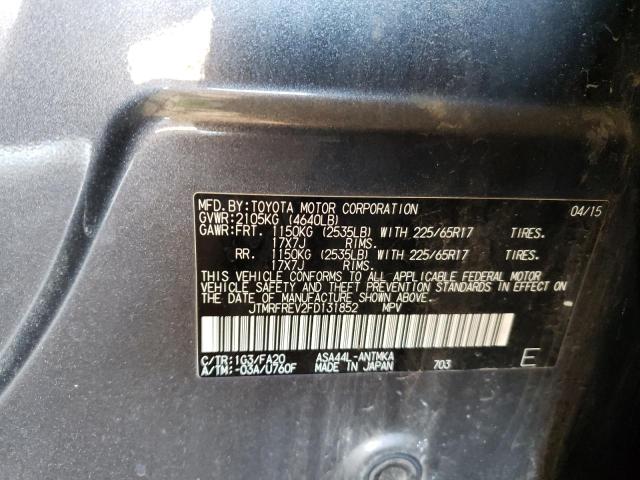 MFD. BY: TOYOTA MOTOR CORPORATION 04/15
GVWR: 2105KG (4640LB)
GAWR: FRT. 1150KG (2535LB) WITH 225/65R17 TIRES.
17X7J RIMS.
RR. 1150KG (2535LB) WITH 225/65R17 TIRES.
17X7J RIMS.
THIS VEHICLE CONFORMS TO ALL APPLICABLE FEDERAL MOTOR
VEHICLE SAFETY AND THEFT STANDARDS IN EFFECT ON THE
DATE OF MANUFACTURE SHOWN ABOVE.
JTMRFREV2FD131852 MPV
C/TR: 1G3/FA20 ASA44L-ANTMKA
A/TM: -03A/U760F MADE IN JAPAN 703 E